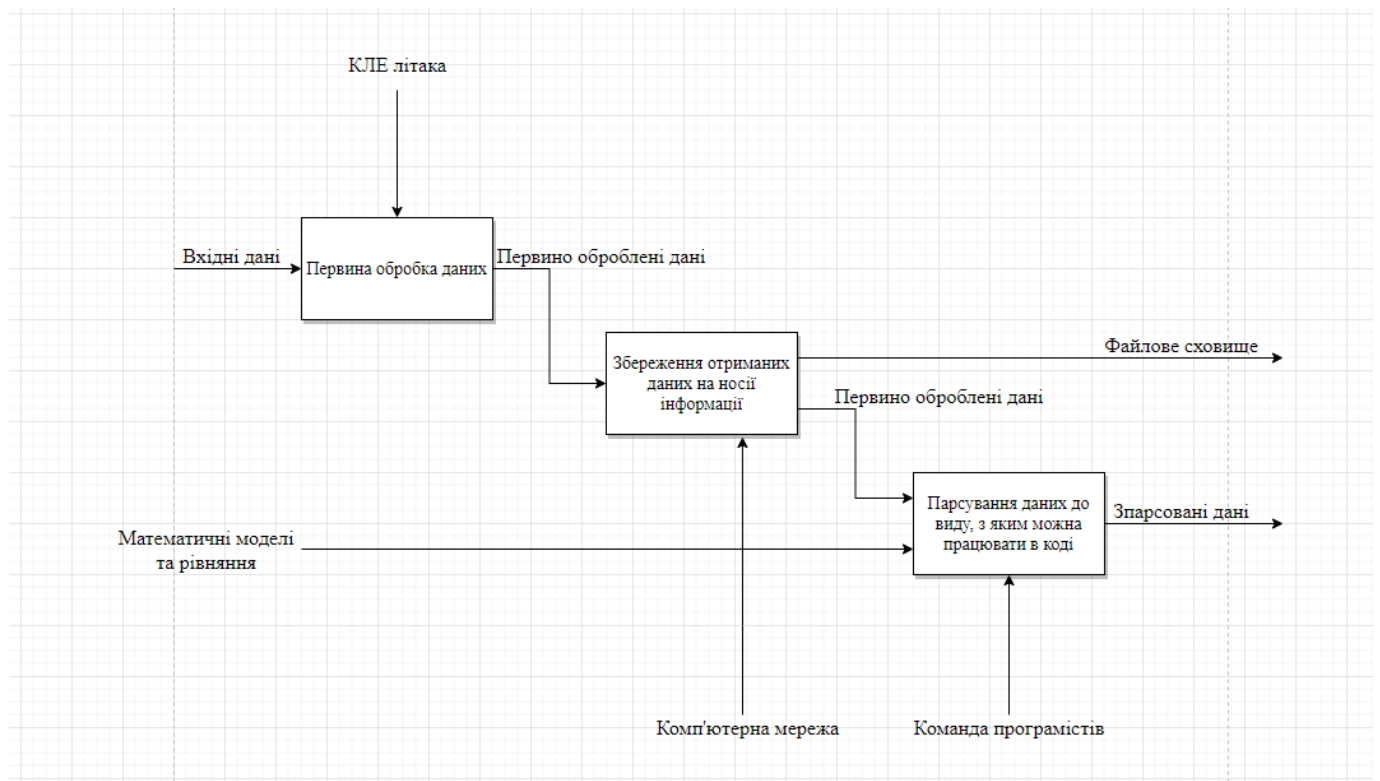 КЛЕ літака
Вхідні дані
Первина обробка даних
Первино оброблені дані
Збереження отриманих
даних на носії
інформації
Файлове сховище
Первино оброблені дані
Математичні моделі
та рівняння
Парсування даних до
виду, з яким можна
працювати в коді
Зпарсовані дані
Комп'ютерна мережа
Команда програмістів